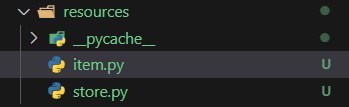 resources
__pycache__
item.py U
store.py U